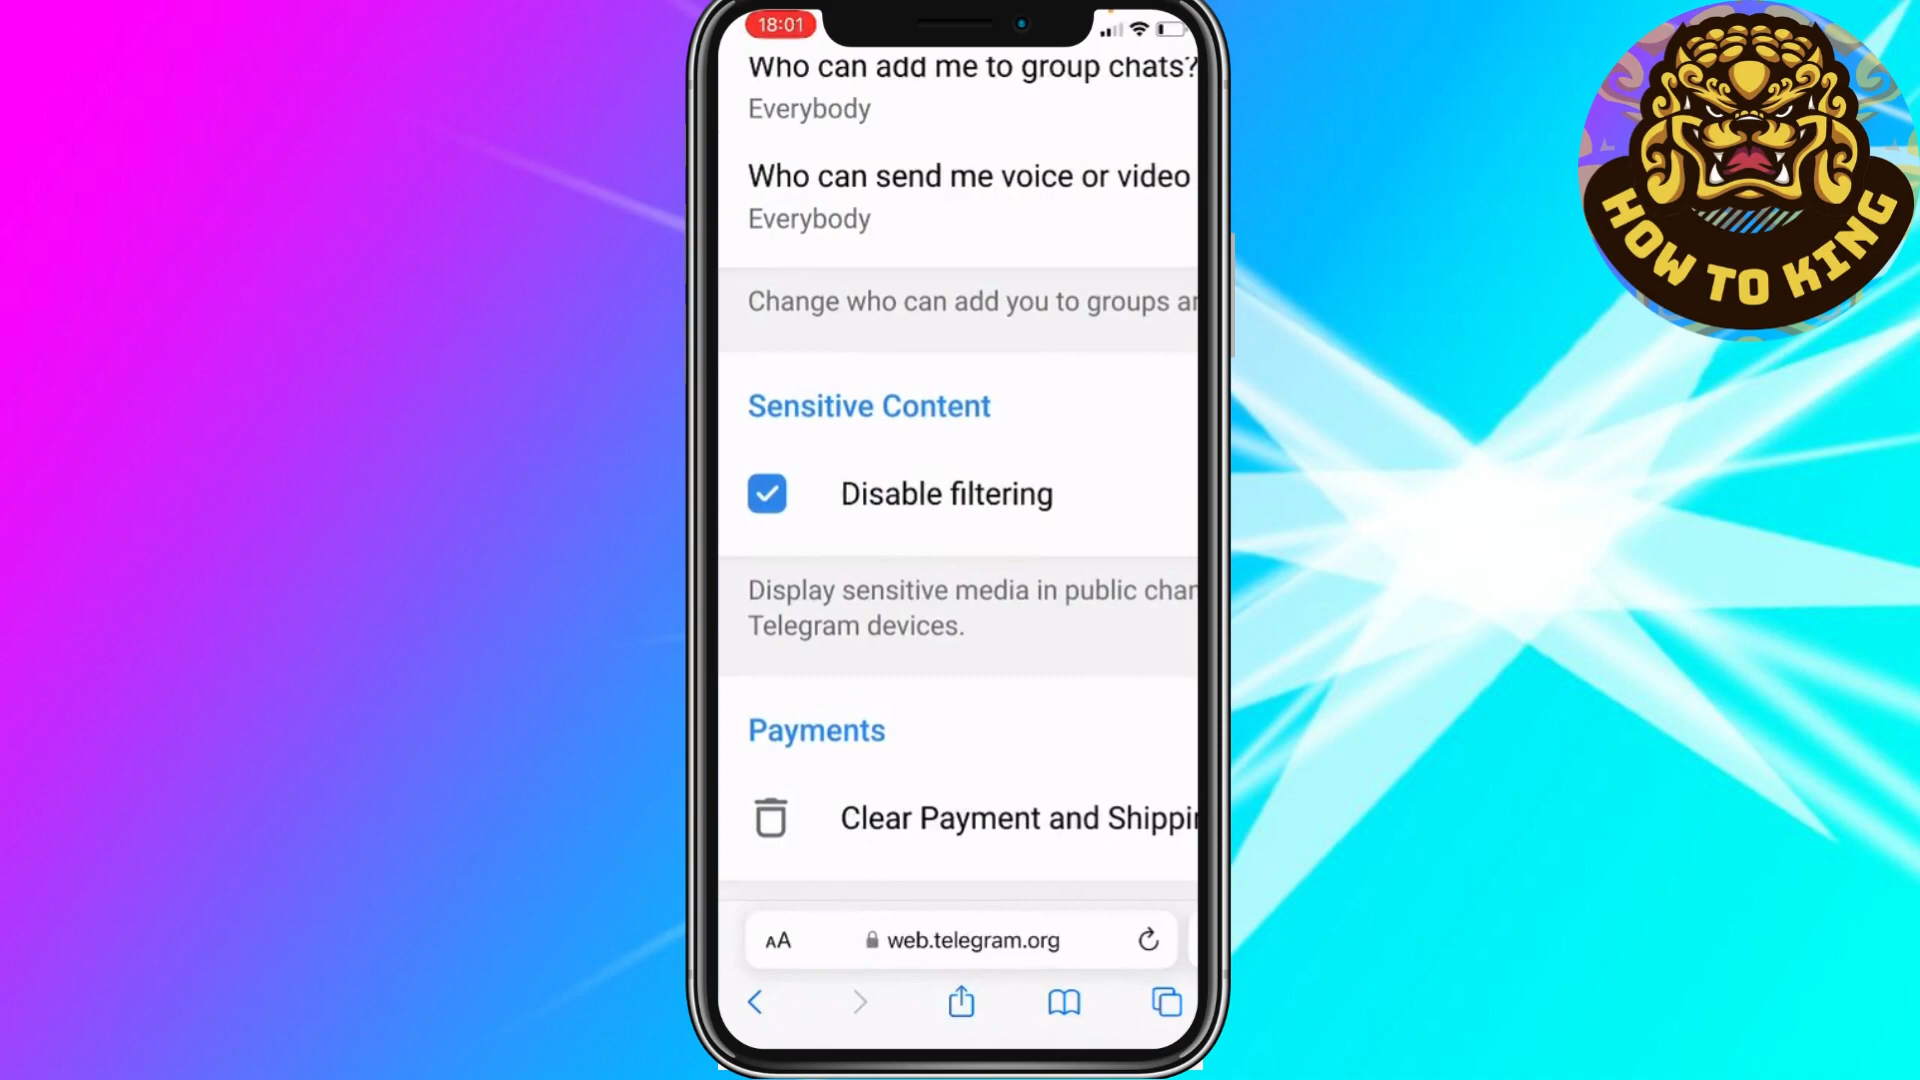 18:01
Who can add me to group chats?
Everybody
Who can send me voice or video
Everybody
Change who can add you to groups
Sensitive Content
Disable filtering
Display sensitive media in public
Telegram devices.
Payments
Clear Payment and
AA
web.telegram.org
HOW TO KING